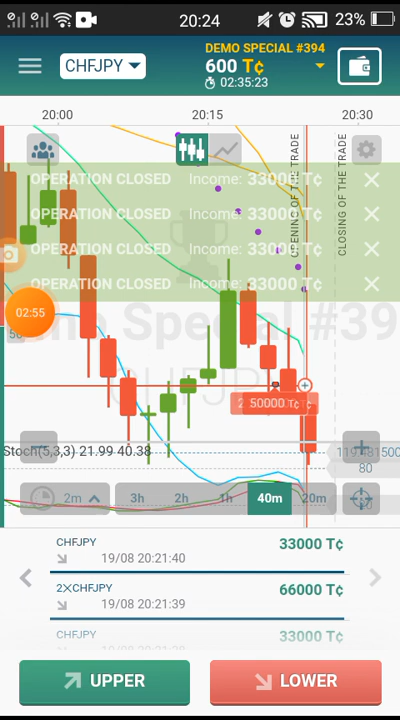 20:24
23%
CHFJPY
DEMO SPECIAL #394
600 T¢
02:35:23
20:00
20:15
20:30
OPENING OF THE TRADE
CLOSING OF THE TRADE
OPERATION CLOSED Income: 33000 T¢
OPERATION CLOSED Income: 33000 T¢
OPERATION CLOSED Income: 33000 T¢
OPERATION CLOSED Income: 33000 T¢
02:55
Demo Special #39
CHFJPY
50000 T¢
Stoch(5,3,3) 21.99 40.38
80
2m
3h
2h
1h
40m
20m
CHFJPY
33000 T¢
19/08 20:21:40
2XCHFJPY
66000 T¢
19/08 20:21:39
CHFJPY
33000 T¢
UPPER
LOWER